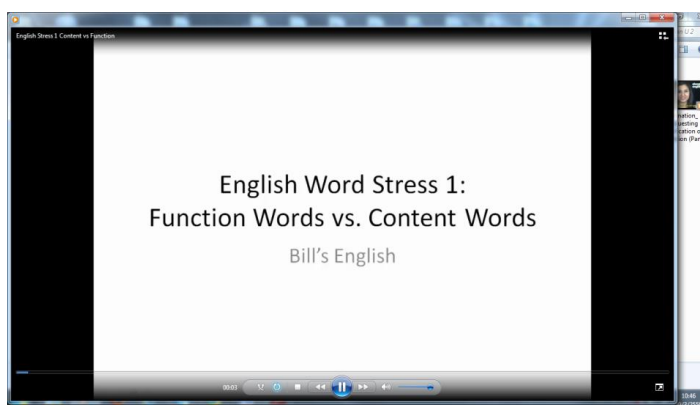 English Stress 1 Content vs Function
English Word Stress 1:
Function Words vs. Content Words
Bill's English
00:03
10:46